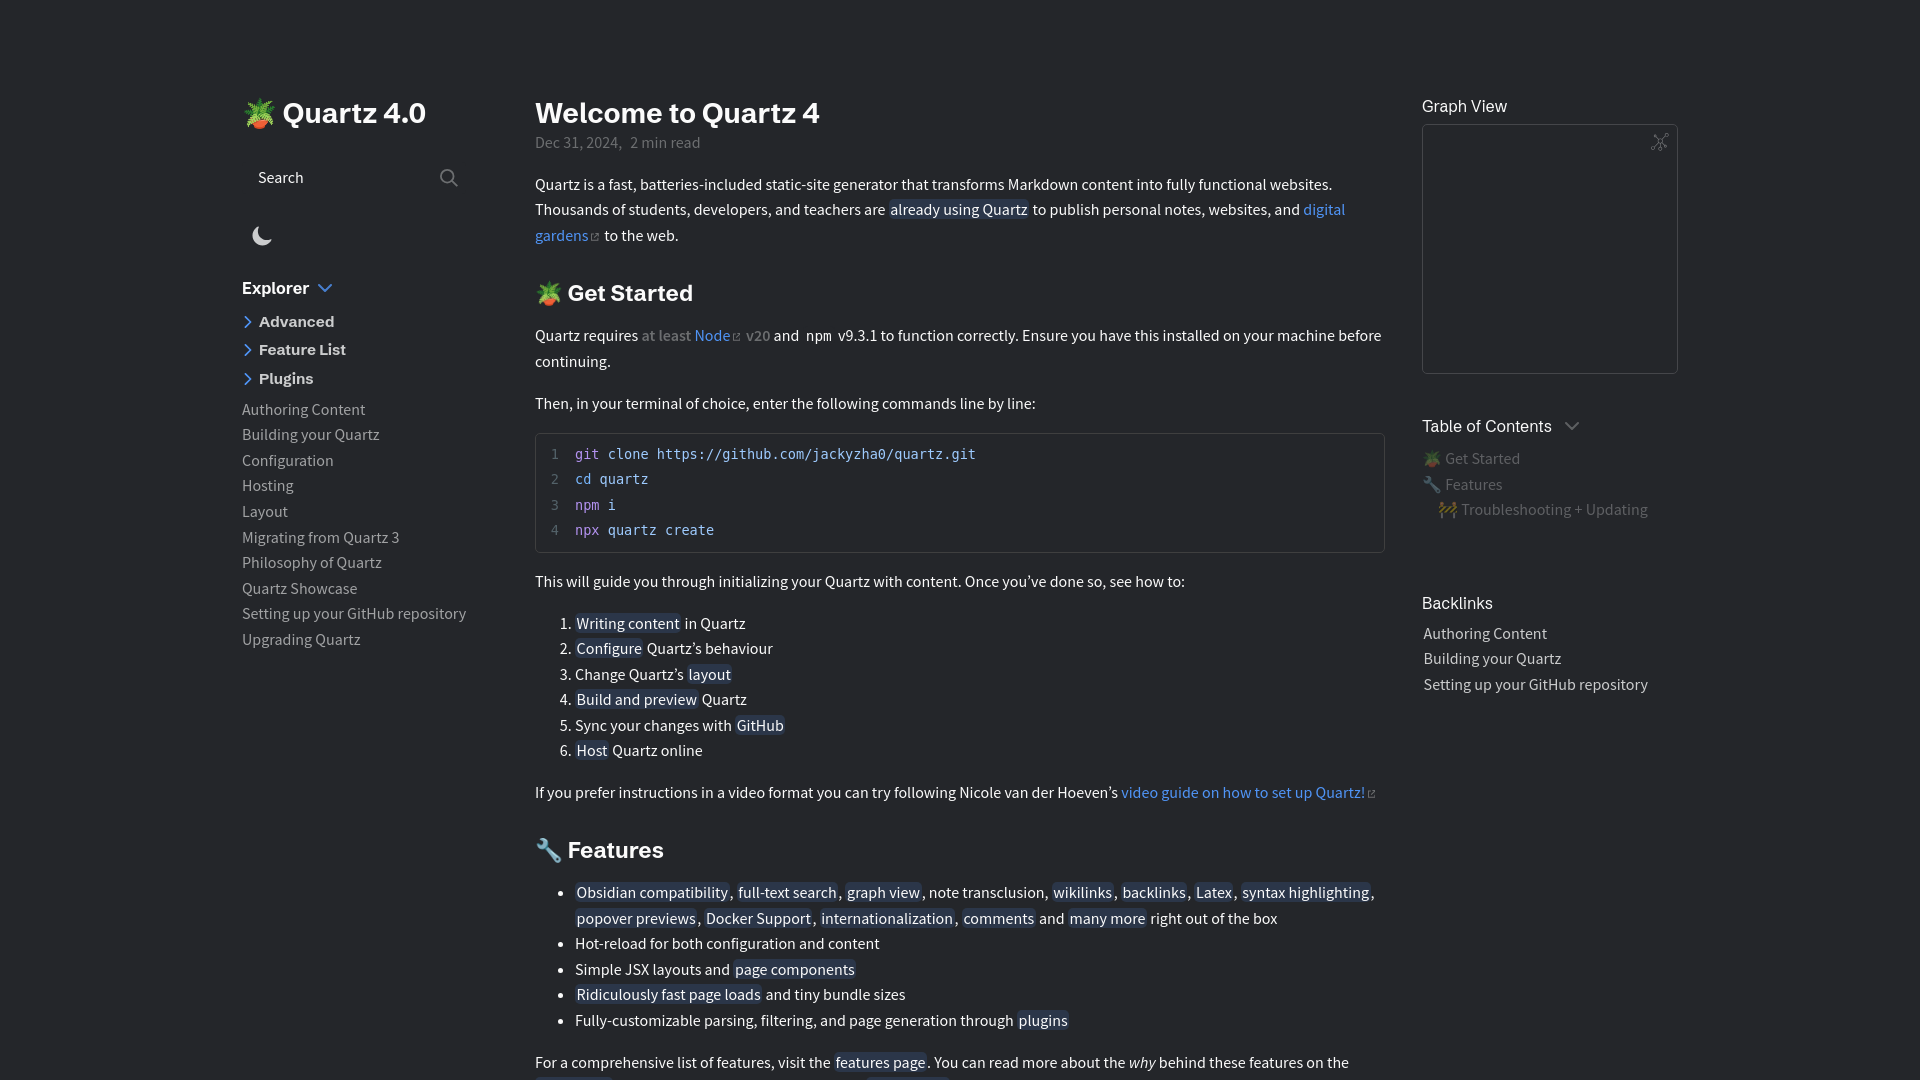 🪴 Quartz 4.0
Search
Explorer
Advanced
Feature List
Plugins
Authoring Content
Building your Quartz
Configuration
Hosting
Layout
Migrating from Quartz 3
Philosophy of Quartz
Quartz Showcase
Setting up your GitHub repository
Upgrading Quartz
Welcome to Quartz 4
Dec 31, 2024, 2 min read
Quartz is a fast, batteries-included static-site generator that transforms Markdown content into fully functional websites.
Thousands of students, developers, and teachers are already using Quartz to publish personal notes, websites, and digital
gardens to the web.
🪴 Get Started
Quartz requires at least Node v20 and npm v9.3.1 to function correctly. Ensure you have this installed on your machine before
continuing.
Then, in your terminal of choice, enter the following commands line by line:
1 git clone https://github.com/jackyzha0/quartz.git
2 cd quartz
3 npm i
4 npx quartz create
This will guide you through initializing your Quartz with content. Once you’ve done so, see how to:
1. Writing content in Quartz
2. Configure Quartz’s behaviour
3. Change Quartz’s layout
4. Build and preview Quartz
5. Sync your changes with GitHub
6. Host Quartz online
If you prefer instructions in a video format you can try following Nicole van der Hoeven’s video guide on how to set up Quartz!
🔧 Features
• Obsidian compatibility, full-text search, graph view, note transclusion, wikilinks, backlinks, Latex, syntax highlighting,
popover previews, Docker Support, internationalization, comments and many more right out of the box
• Hot-reload for both configuration and content
• Simple JSX layouts and page components
• Ridiculously fast page loads and tiny bundle sizes
• Fully-customizable parsing, filtering, and page generation through plugins
For a comprehensive list of features, visit the features page. You can read more about the why behind these features on the
Graph View
Table of Contents
🪴 Get Started
🔧 Features
🚧 Troubleshooting + Updating
Backlinks
Authoring Content
Building your Quartz
Setting up your GitHub repository